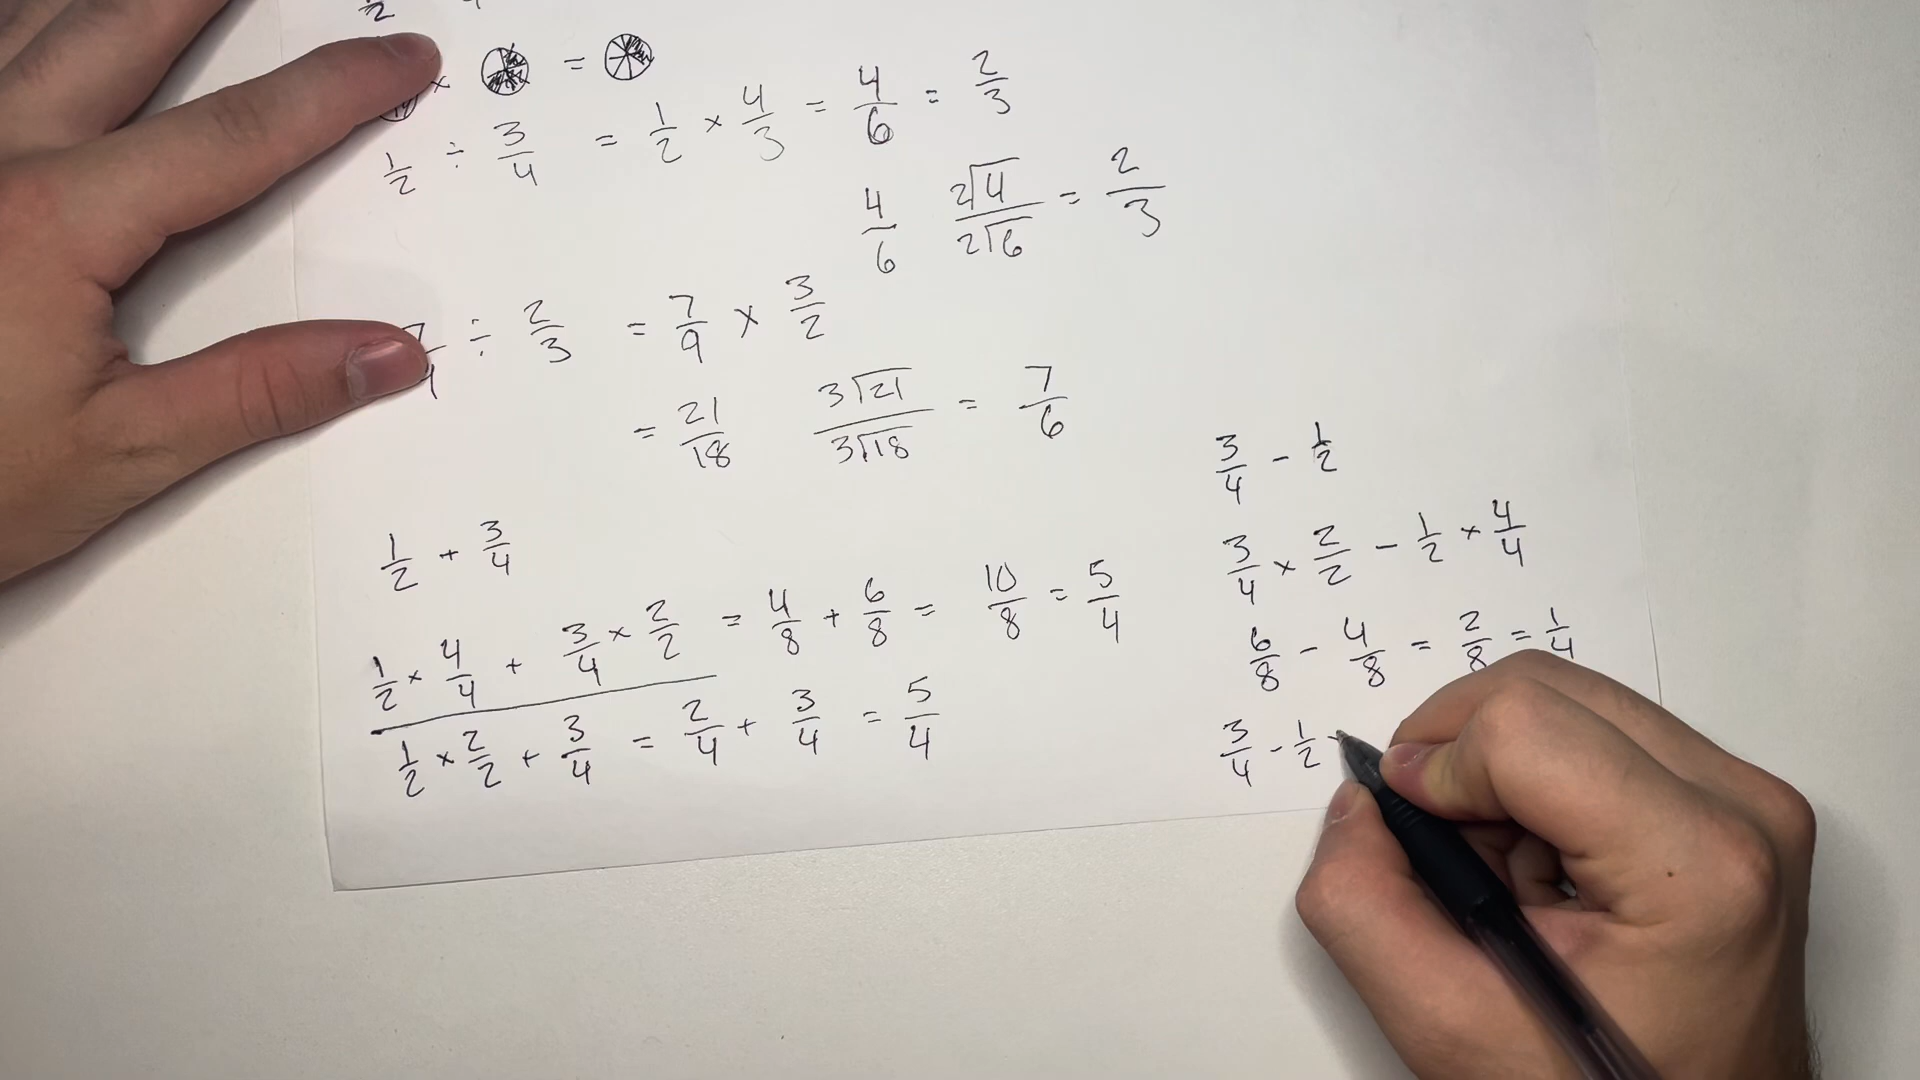 1/2
× =
1/2 ÷ 3/4 = 1/2 × 4/3 = 4/6 = 2/3
4/6 2√4/2√6 = 2/3
÷ 2/3 = 7/9 × 3/2
= 21/18 3√21/3√18 = 7/6
1/2 + 3/4
1/2 × 4/4 + 3/4 × 2/2 = 4/8 + 6/8 = 10/8 = 5/4
1/2 × 2/2 + 3/4 = 2/4 + 3/4 = 5/4
3/4 - 1/2
3/4 × 2/2 - 1/2 × 4/4
6/8 - 4/8 = 2/8 = 1/4
3/4 - 1/2